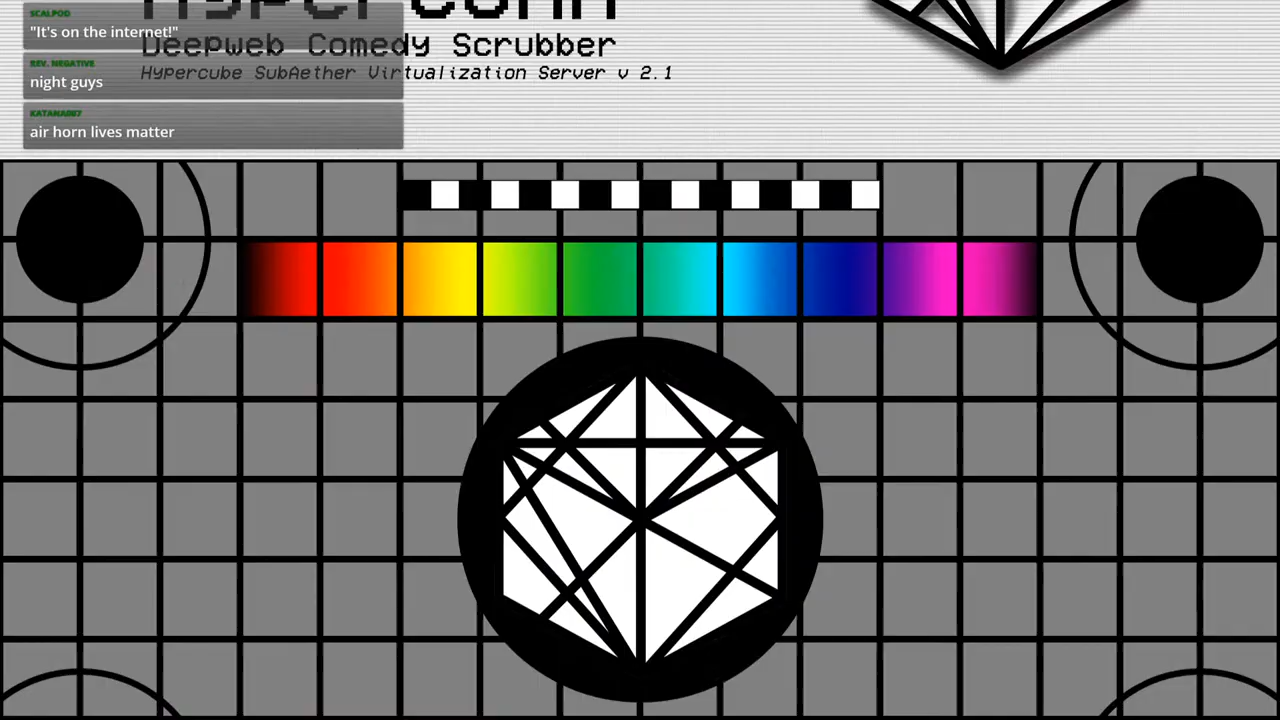 SCALPOD
"It's on the internet!"
Deepweb Comedy Scrubber
REV. NEGATIVE
Hypercube SubAether Virtualization Server v 2.1
night guys
KATANA087
air horn lives matter